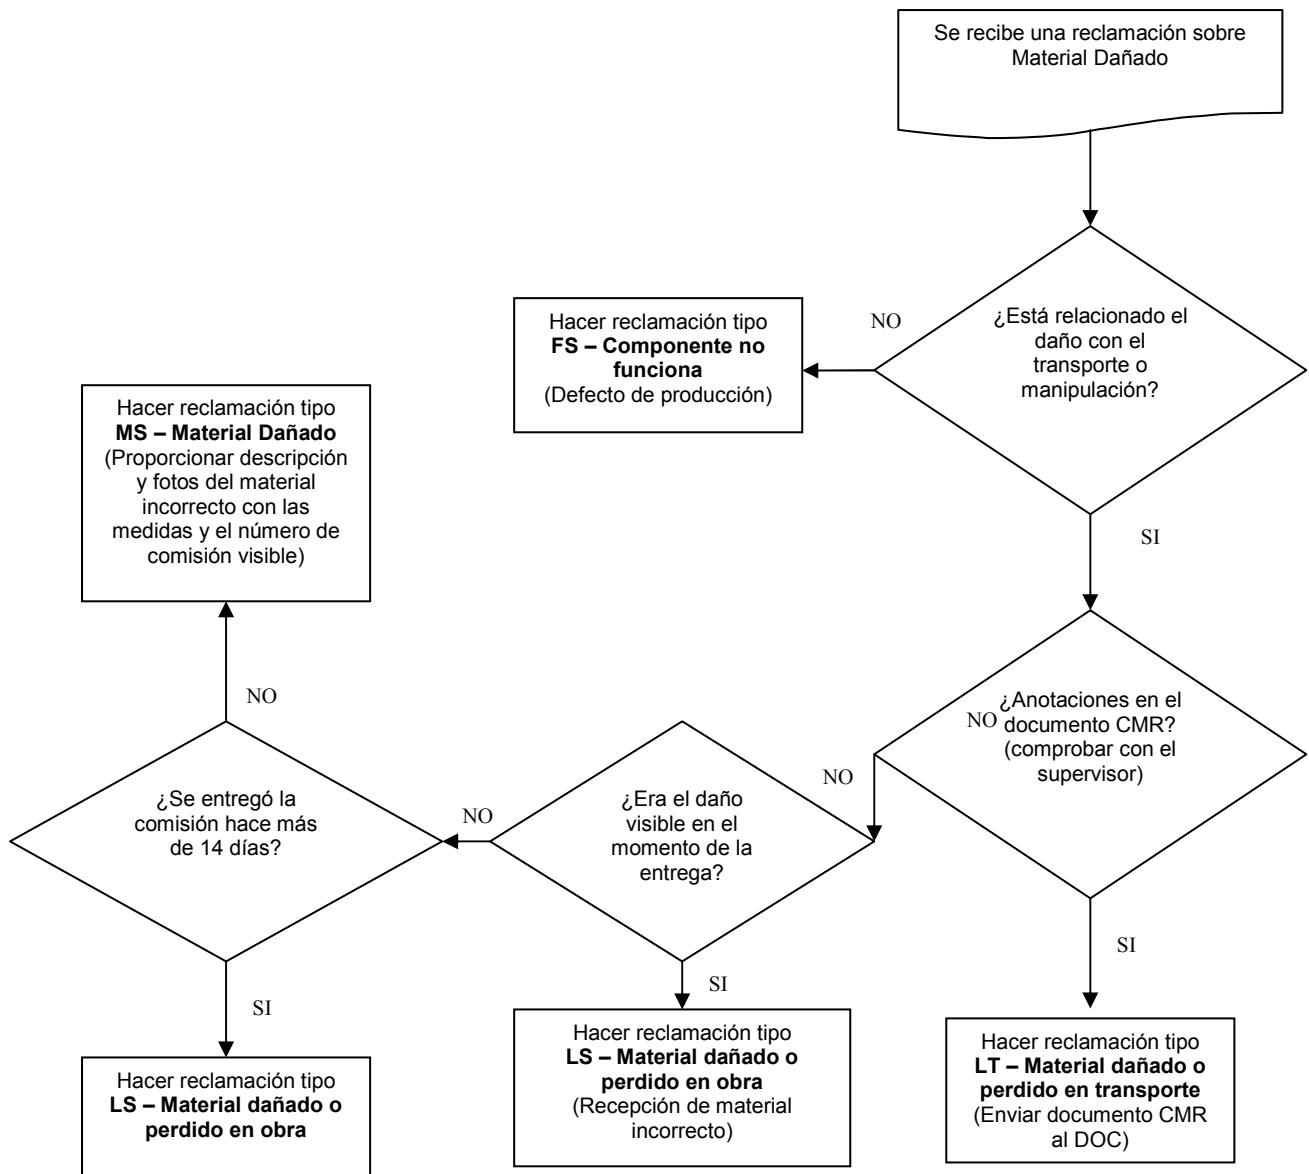 Se recibe una reclamación sobre
Material Dañado
¿Está relacionado el
daño con el
transporte o
manipulación?
NO
Hacer reclamación tipo
FS – Componente no
funciona
(Defecto de producción)
SI
¿Anotaciones en el
documento CMR?
(comprobar con el
supervisor)
NO
NO
¿Era el daño
visible en el
momento de la
entrega?
NO
¿Se entregó la
comisión hace más
de 14 días?
NO
Hacer reclamación tipo
MS – Material Dañado
(Proporcionar descripción
y fotos del material
incorrecto con las
medidas y el número de
comisión visible)
SI
Hacer reclamación tipo
LS – Material dañado o
perdido en obra
SI
Hacer reclamación tipo
LS – Material dañado o
perdido en obra
(Recepción de material
incorrecto)
SI
Hacer reclamación tipo
LT – Material dañado o
perdido en transporte
(Enviar documento CMR
al DOC)